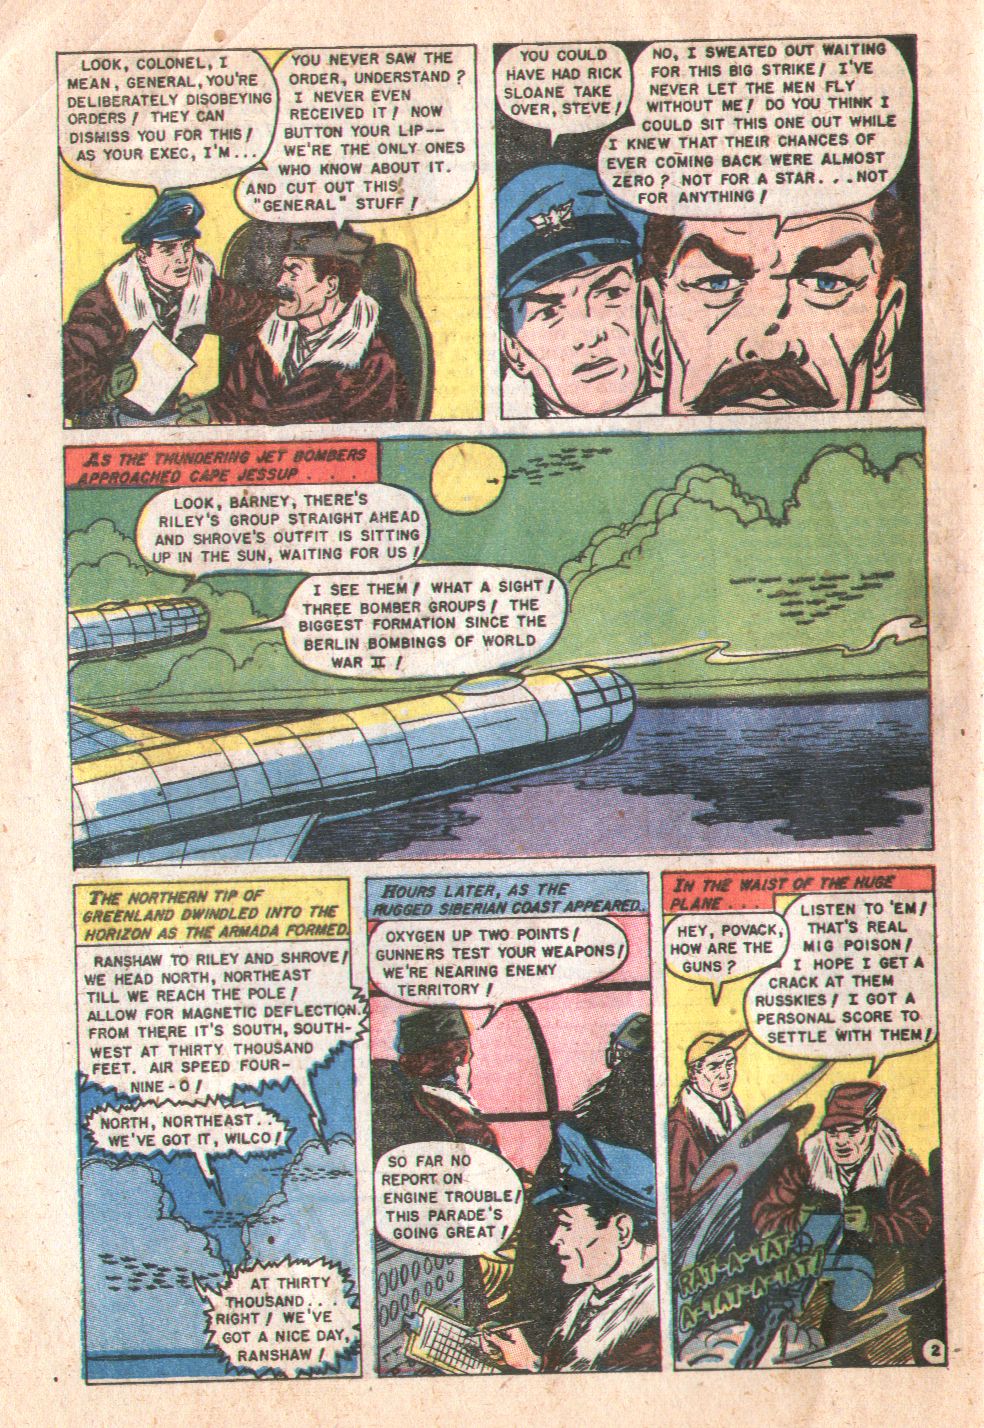 LOOK, COLONEL, I
MEAN, GENERAL, YOU'RE
DELIBERATELY DISOBEYING
ORDERS! THEY CAN
DISMISS YOU FOR THIS!
AS YOUR EXEC, I'M...
YOU NEVER SAW THE
ORDER, UNDERSTAND?
I NEVER EVEN
RECEIVED IT! NOW
BUTTON YOUR LIP--
WE'RE THE ONLY ONES
WHO KNOW ABOUT IT.
AND CUT OUT THIS
"GENERAL" STUFF!
YOU COULD
HAVE HAD RICK
SLOANE TAKE
OVER, STEVE!
NO, I SWEATED OUT WAITING
FOR THIS BIG STRIKE! I'VE
NEVER LET THE MEN FLY
WITHOUT ME! DO YOU THINK I
COULD SIT THIS ONE OUT WHILE
I KNEW THAT THEIR CHANCES OF
EVER COMING BACK WERE ALMOST
ZERO? NOT FOR A STAR...NOT
FOR ANYTHING!
AS THE THUNDERING JET BOMBERS
APPROACHED CAPE JESSUP . . .
LOOK, BARNEY, THERE'S
RILEY'S GROUP STRAIGHT AHEAD
AND SHROVE'S OUTFIT IS SITTING
UP IN THE SUN, WAITING FOR US!
I SEE THEM! WHAT A SIGHT!
THREE BOMBER GROUPS! THE
BIGGEST FORMATION SINCE THE
BERLIN BOMBINGS OF WORLD
WAR II!
THE NORTHERN TIP OF
GREENLAND DWINDLED INTO THE
HORIZON AS THE ARMADA FORMED.
RANSHAW TO RILEY AND SHROVE!
WE HEAD NORTH, NORTHEAST
TILL WE REACH THE POLE!
ALLOW FOR MAGNETIC DEFLECTION.
FROM THERE IT'S SOUTH, SOUTH-
WEST AT THIRTY THOUSAND
FEET. AIR SPEED FOUR-
NINE-O!
NORTH, NORTHEAST..
WE'VE GOT IT, WILCO!
AT THIRTY
THOUSAND...
RIGHT! WE'VE
GOT A NICE DAY,
RANSHAW!
HOURS LATER, AS THE
RUGGED SIBERIAN COAST APPEARED.
OXYGEN UP TWO POINTS!
GUNNERS TEST YOUR WEAPONS!
WE'RE NEARING ENEMY
TERRITORY!
SO FAR NO
REPORT ON
ENGINE TROUBLE!
THIS PARADE'S
GOING GREAT!
IN THE WAIST OF THE HUGE
PLANE . . .
HEY, POVACK,
HOW ARE THE
GUNS?
LISTEN TO 'EM!
THAT'S REAL
MIG POISON!
I HOPE I GET A
CRACK AT THEM
RUSSKIES! I GOT A
PERSONAL SCORE TO
SETTLE WITH THEM!
RAT-A-TAT-
A-TAT-A-TAT!
2